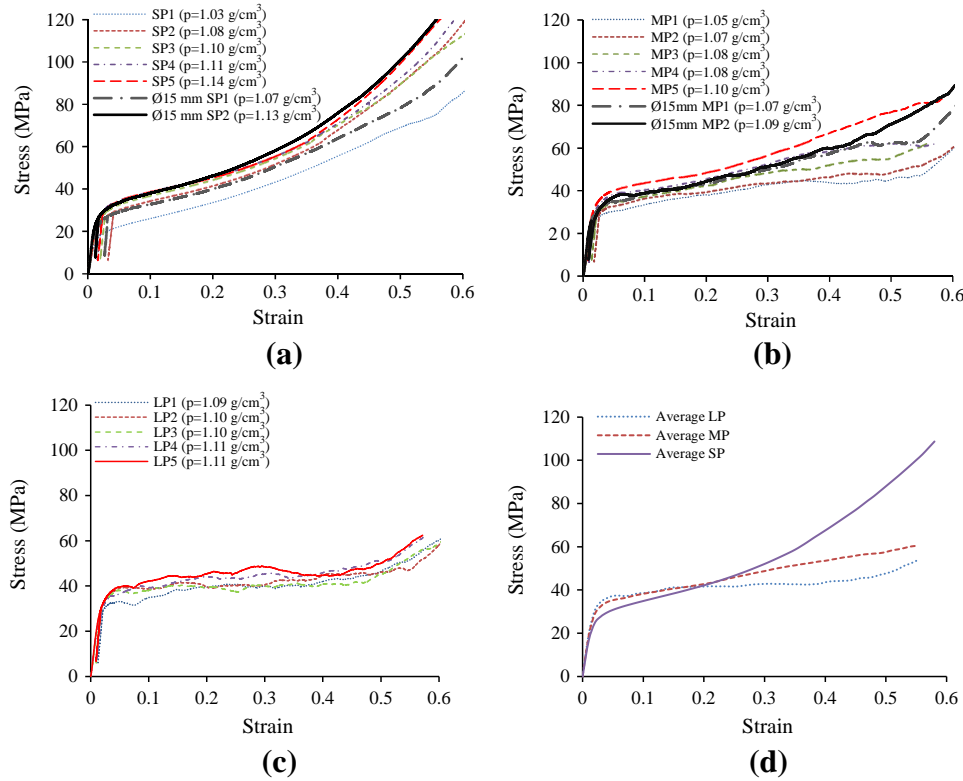 120
100
80
60
40
20
0
Stress (MPa)
SP1 (p=1.03 g/cm³)
SP2 (p=1.08 g/cm³)
SP3 (p=1.10 g/cm³)
SP4 (p=1.11 g/cm³)
SP5 (p=1.14 g/cm³)
Ø15 mm SP1 (p=1.07 g/cm³)
Ø15 mm SP2 (p=1.13 g/cm³)
0 0.1 0.2 0.3 0.4 0.5 0.6
Strain
(a)
120
100
80
60
40
20
0
Stress (MPa)
MP1 (p=1.05 g/cm³)
MP2 (p=1.07 g/cm³)
MP3 (p=1.08 g/cm³)
MP4 (p=1.08 g/cm³)
MP5 (p=1.10 g/cm³)
Ø15mm MP1 (p=1.07 g/cm³)
Ø15mm MP2 (p=1.09 g/cm³)
0 0.1 0.2 0.3 0.4 0.5 0.6
Strain
(b)
120
100
80
60
40
20
0
Stress (MPa)
LP1 (p=1.09 g/cm³)
LP2 (p=1.10 g/cm³)
LP3 (p=1.10 g/cm³)
LP4 (p=1.11 g/cm³)
LP5 (p=1.11 g/cm³)
0 0.1 0.2 0.3 0.4 0.5 0.6
Strain
(c)
120
100
80
60
40
20
0
Stress (MPa)
Average LP
Average MP
Average SP
0 0.1 0.2 0.3 0.4 0.5 0.6
Strain
(d)